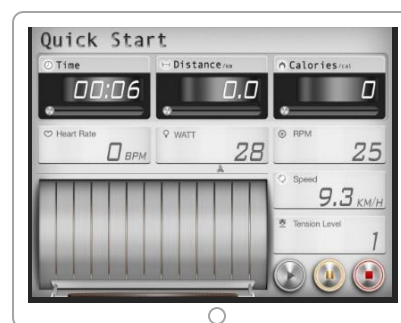 Quick Start
Time
Distance/km
Calories/cal
00:06
0.0
0
Heart Rate
WATT
RPM
0 BPM
28
25
Speed
9.3 KM/H
Tension Level
1